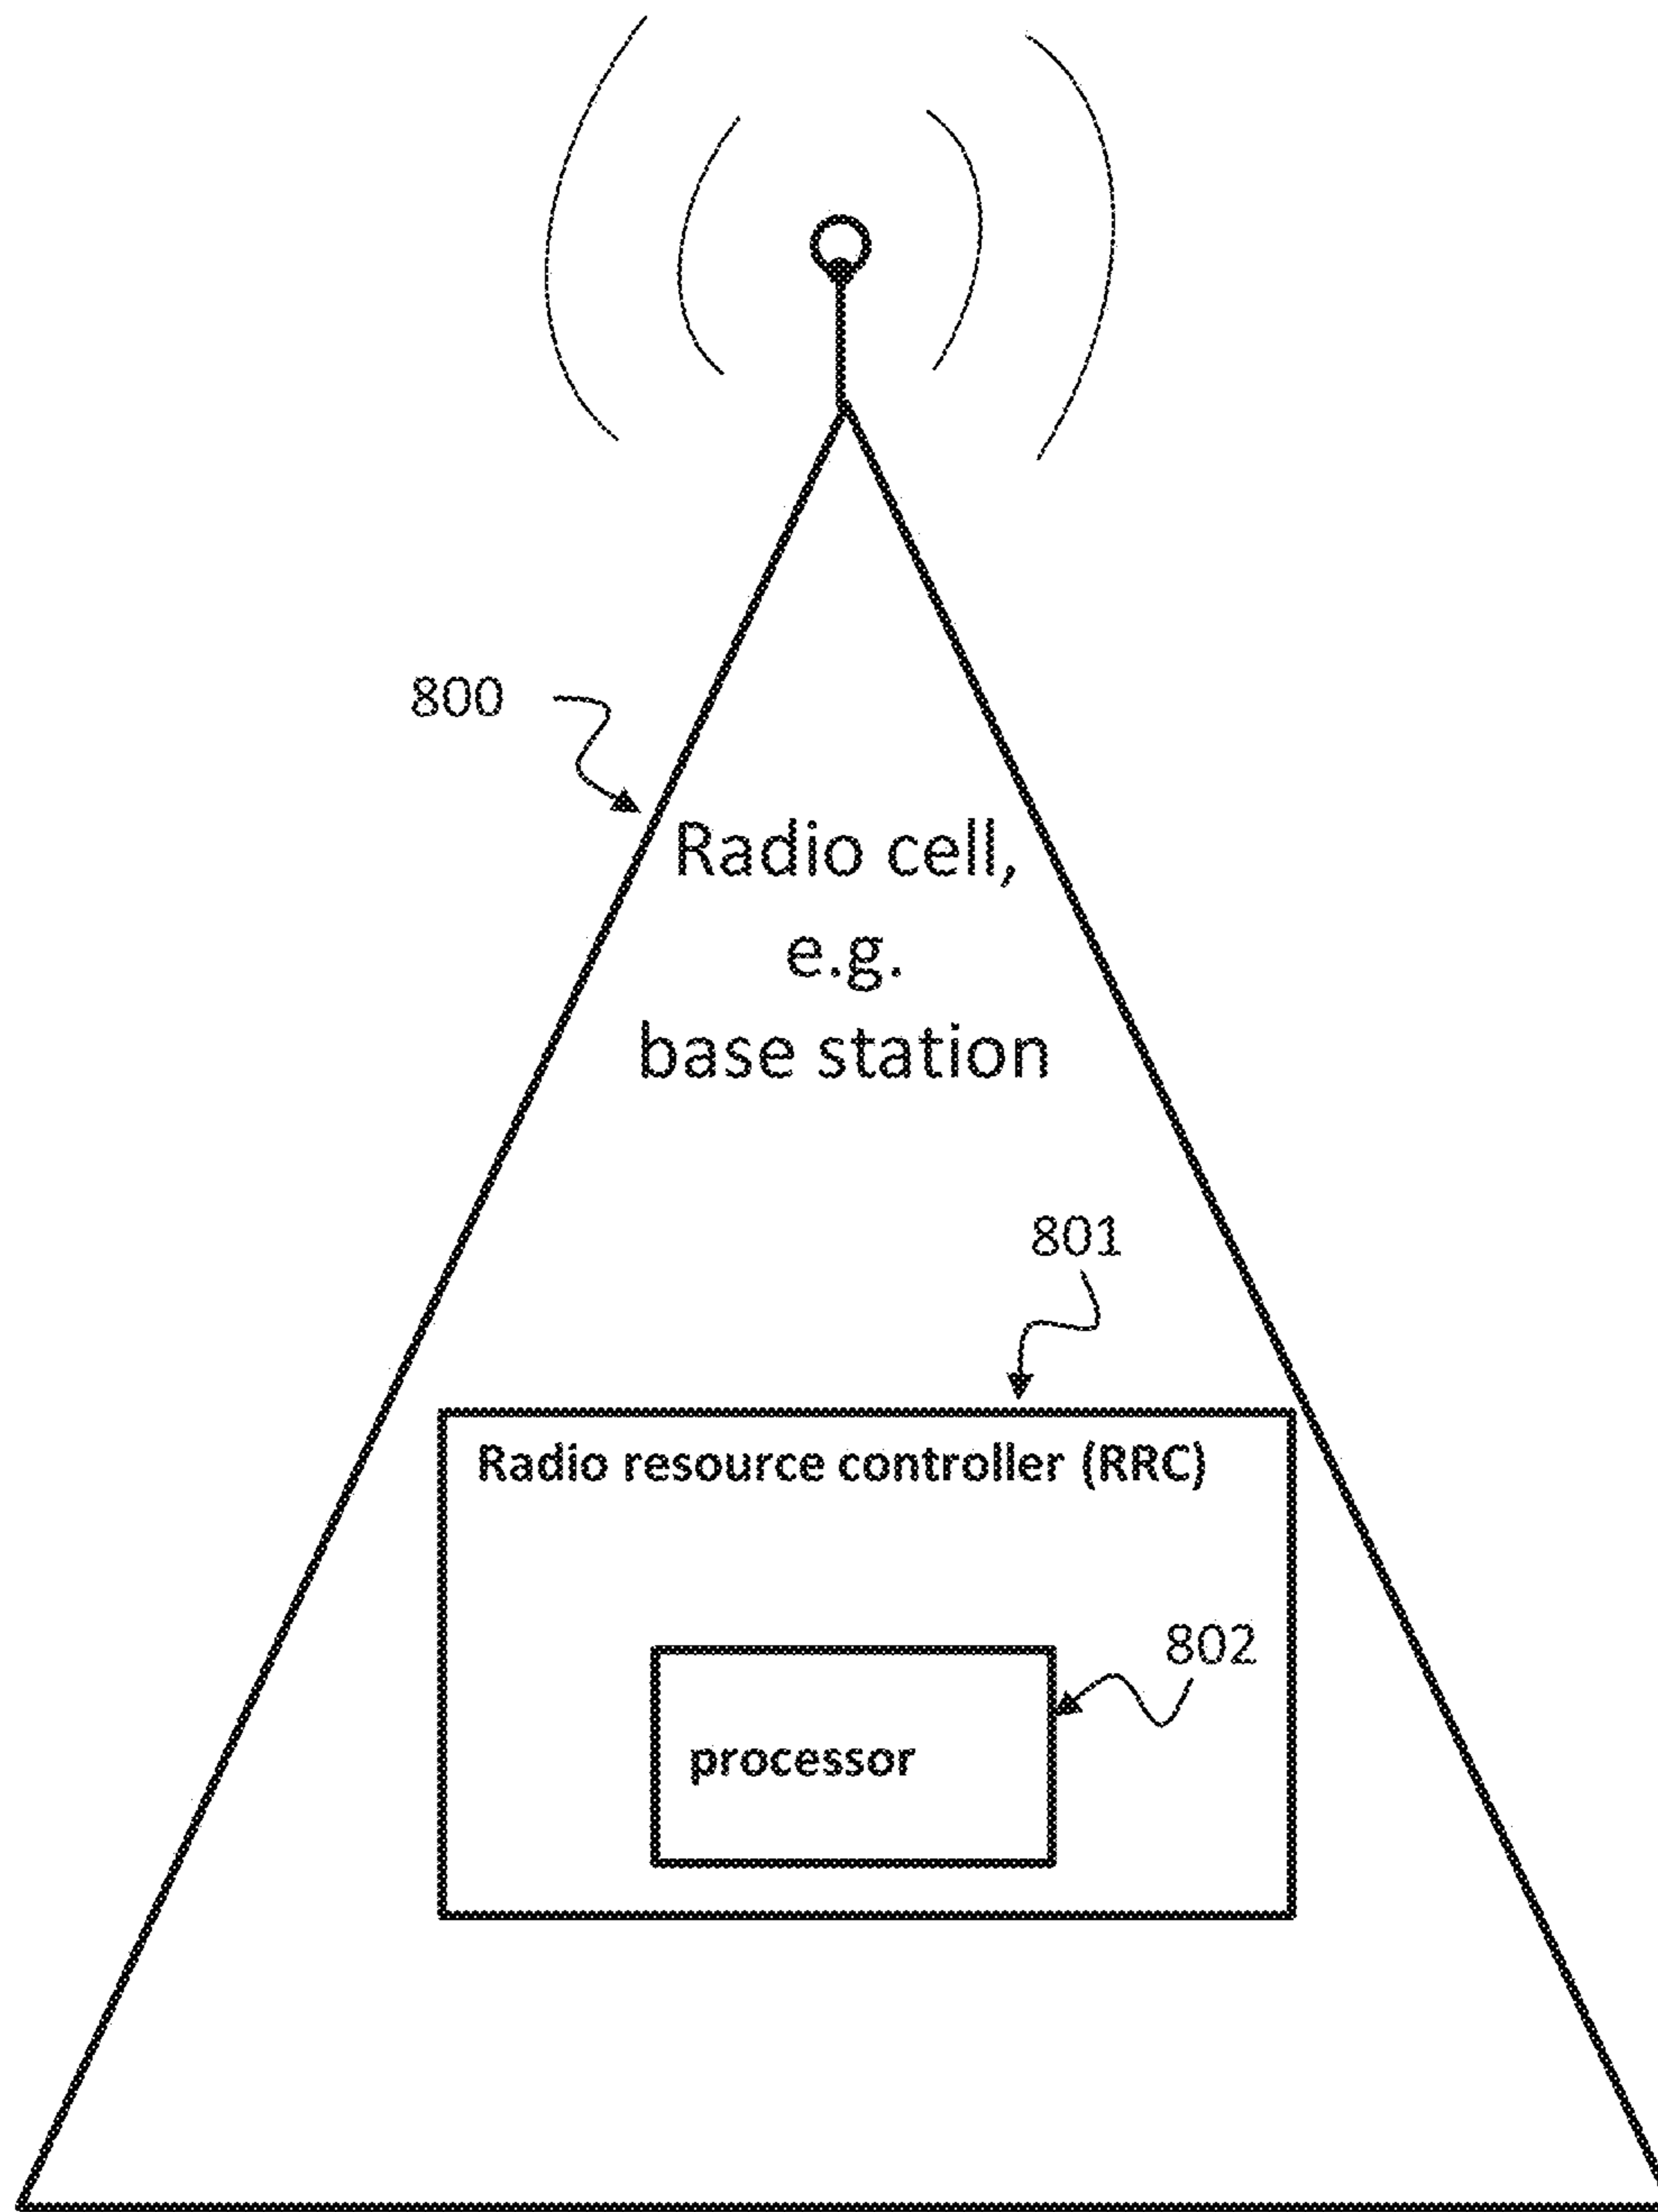 800
Radio cell,
e.g.
base station
801
Radio resource controller (RRC)
802
processor